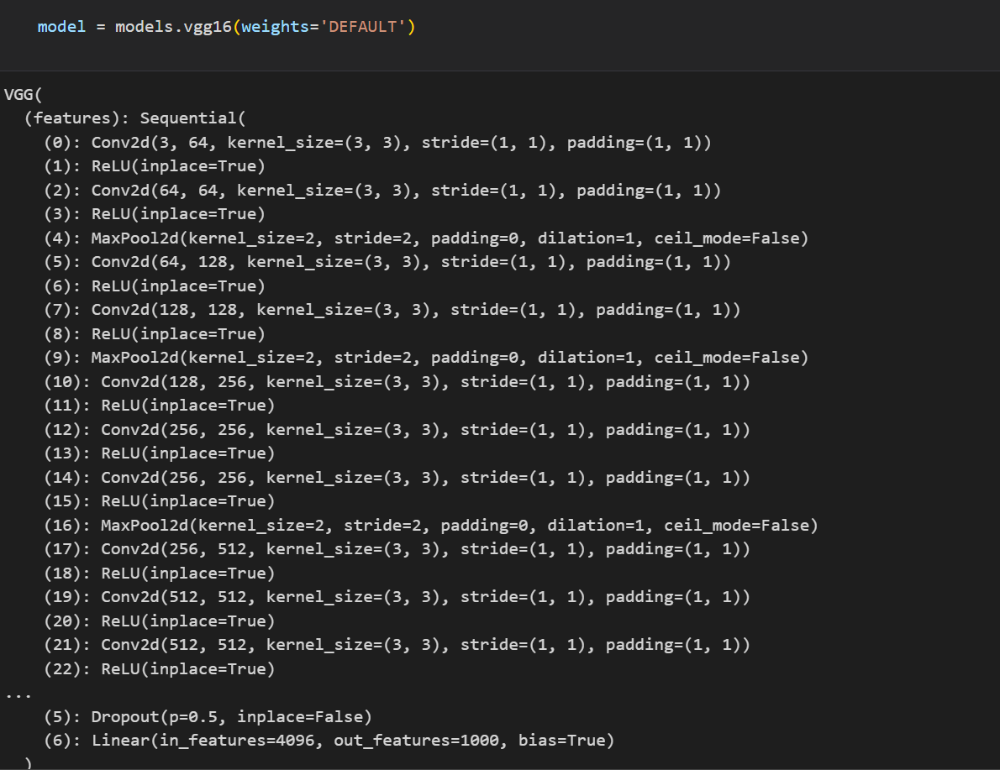 model = models.vgg16(weights='DEFAULT')
VGG(
  (features): Sequential(
    (0): Conv2d(3, 64, kernel_size=(3, 3), stride=(1, 1), padding=(1, 1))
    (1): ReLU(inplace=True)
    (2): Conv2d(64, 64, kernel_size=(3, 3), stride=(1, 1), padding=(1, 1))
    (3): ReLU(inplace=True)
    (4): MaxPool2d(kernel_size=2, stride=2, padding=0, dilation=1, ceil_mode=False)
    (5): Conv2d(64, 128, kernel_size=(3, 3), stride=(1, 1), padding=(1, 1))
    (6): ReLU(inplace=True)
    (7): Conv2d(128, 128, kernel_size=(3, 3), stride=(1, 1), padding=(1, 1))
    (8): ReLU(inplace=True)
    (9): MaxPool2d(kernel_size=2, stride=2, padding=0, dilation=1, ceil_mode=False)
    (10): Conv2d(128, 256, kernel_size=(3, 3), stride=(1, 1), padding=(1, 1))
    (11): ReLU(inplace=True)
    (12): Conv2d(256, 256, kernel_size=(3, 3), stride=(1, 1), padding=(1, 1))
    (13): ReLU(inplace=True)
    (14): Conv2d(256, 256, kernel_size=(3, 3), stride=(1, 1), padding=(1, 1))
    (15): ReLU(inplace=True)
    (16): MaxPool2d(kernel_size=2, stride=2, padding=0, dilation=1, ceil_mode=False)
    (17): Conv2d(256, 512, kernel_size=(3, 3), stride=(1, 1), padding=(1, 1))
    (18): ReLU(inplace=True)
    (19): Conv2d(512, 512, kernel_size=(3, 3), stride=(1, 1), padding=(1, 1))
    (20): ReLU(inplace=True)
    (21): Conv2d(512, 512, kernel_size=(3, 3), stride=(1, 1), padding=(1, 1))
    (22): ReLU(inplace=True)
...
    (5): Dropout(p=0.5, inplace=False)
    (6): Linear(in_features=4096, out_features=1000, bias=True)
  )